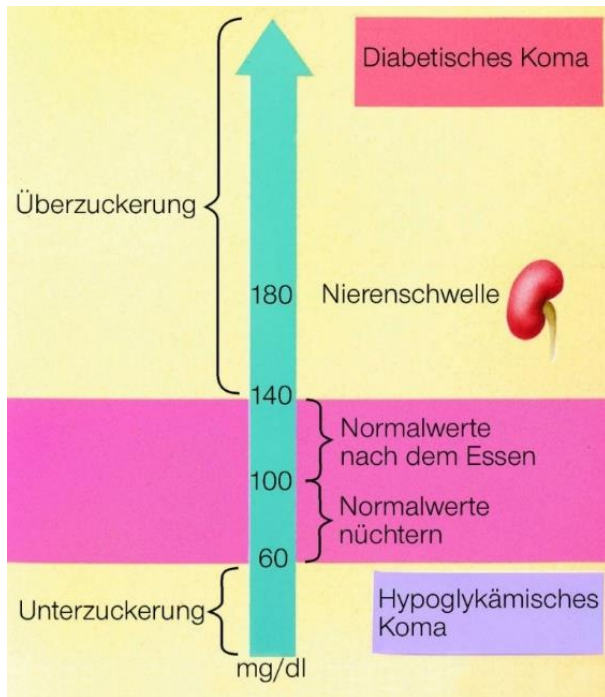 Diabetisches Koma
Überzuckerung
180
Nierenschwelle
140
Normalwerte
nach dem Essen
100
Normalwerte
nüchtern
60
Unterzuckerung
Hypoglykämisches
Koma
mg/dl